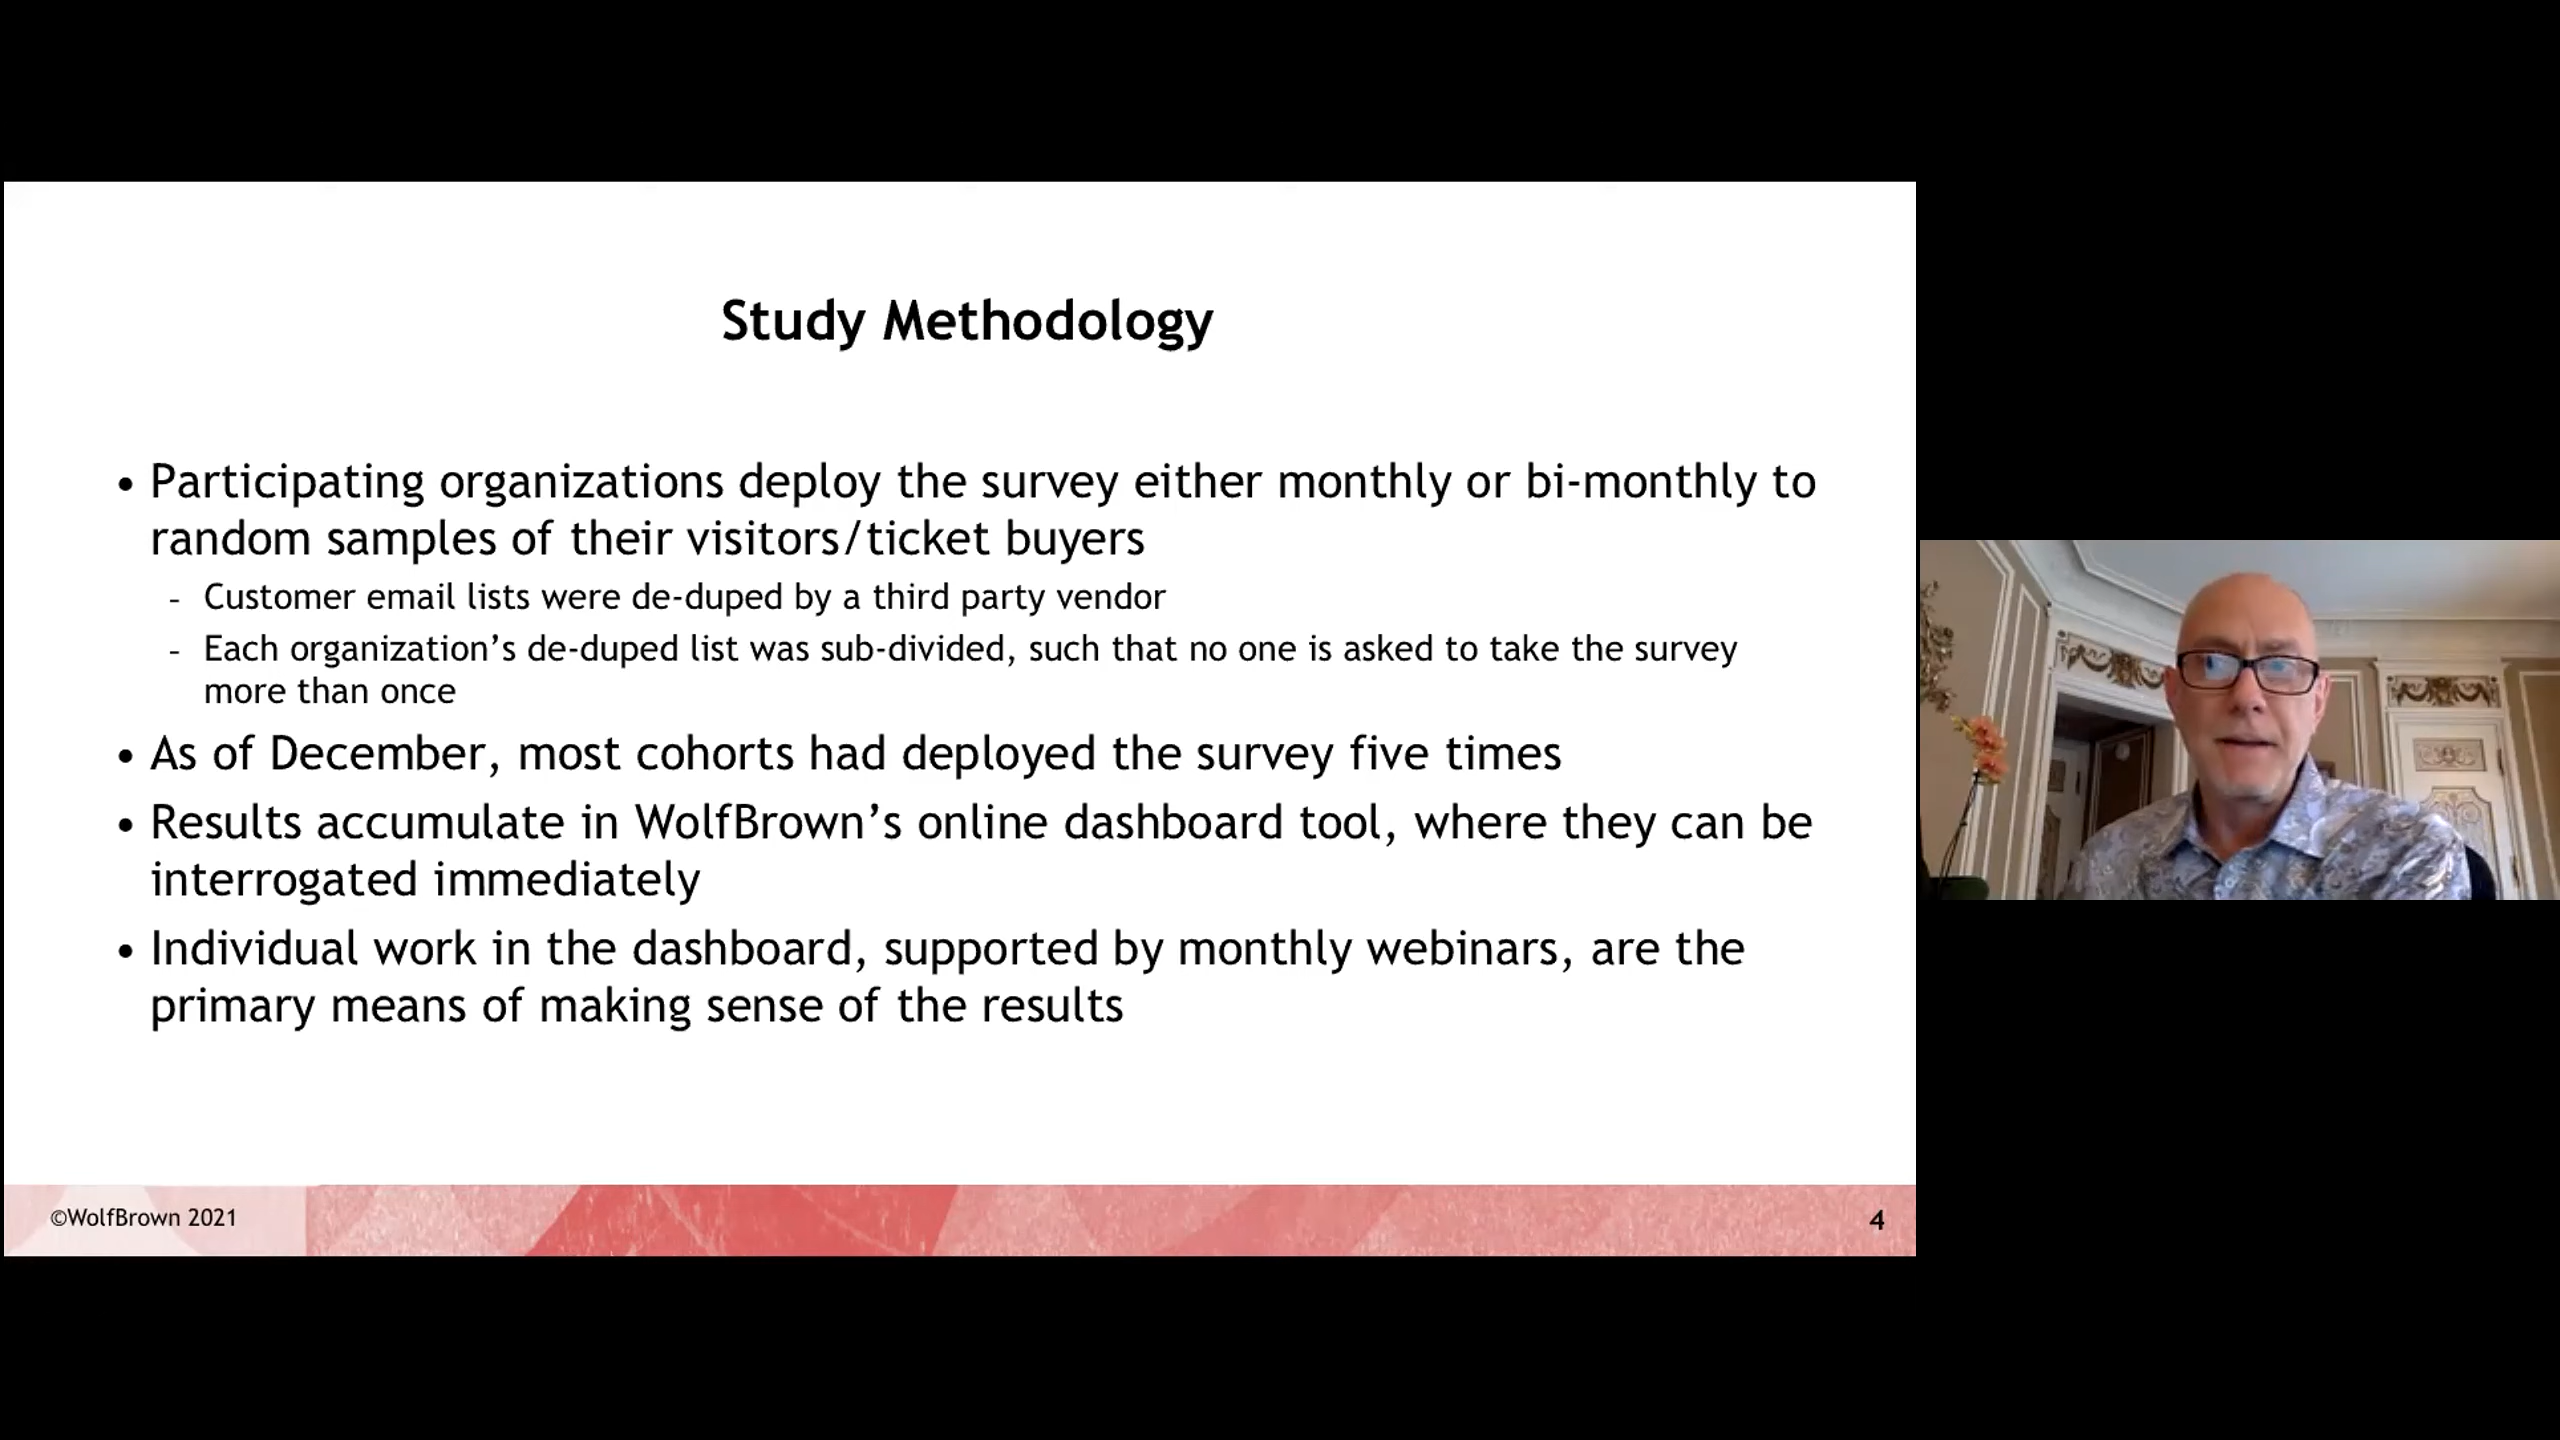 Study Methodology
• Participating organizations deploy the survey either monthly or bi-monthly to
random samples of their visitors/ticket buyers
- Customer email lists were de-duped by a third party vendor
- Each organization’s de-duped list was sub-divided, such that no one is asked to take the survey
more than once
• As of December, most cohorts had deployed the survey five times
• Results accumulate in WolfBrown’s online dashboard tool, where they can be
interrogated immediately
• Individual work in the dashboard, supported by monthly webinars, are the
primary means of making sense of the results
©WolfBrown 2021
4